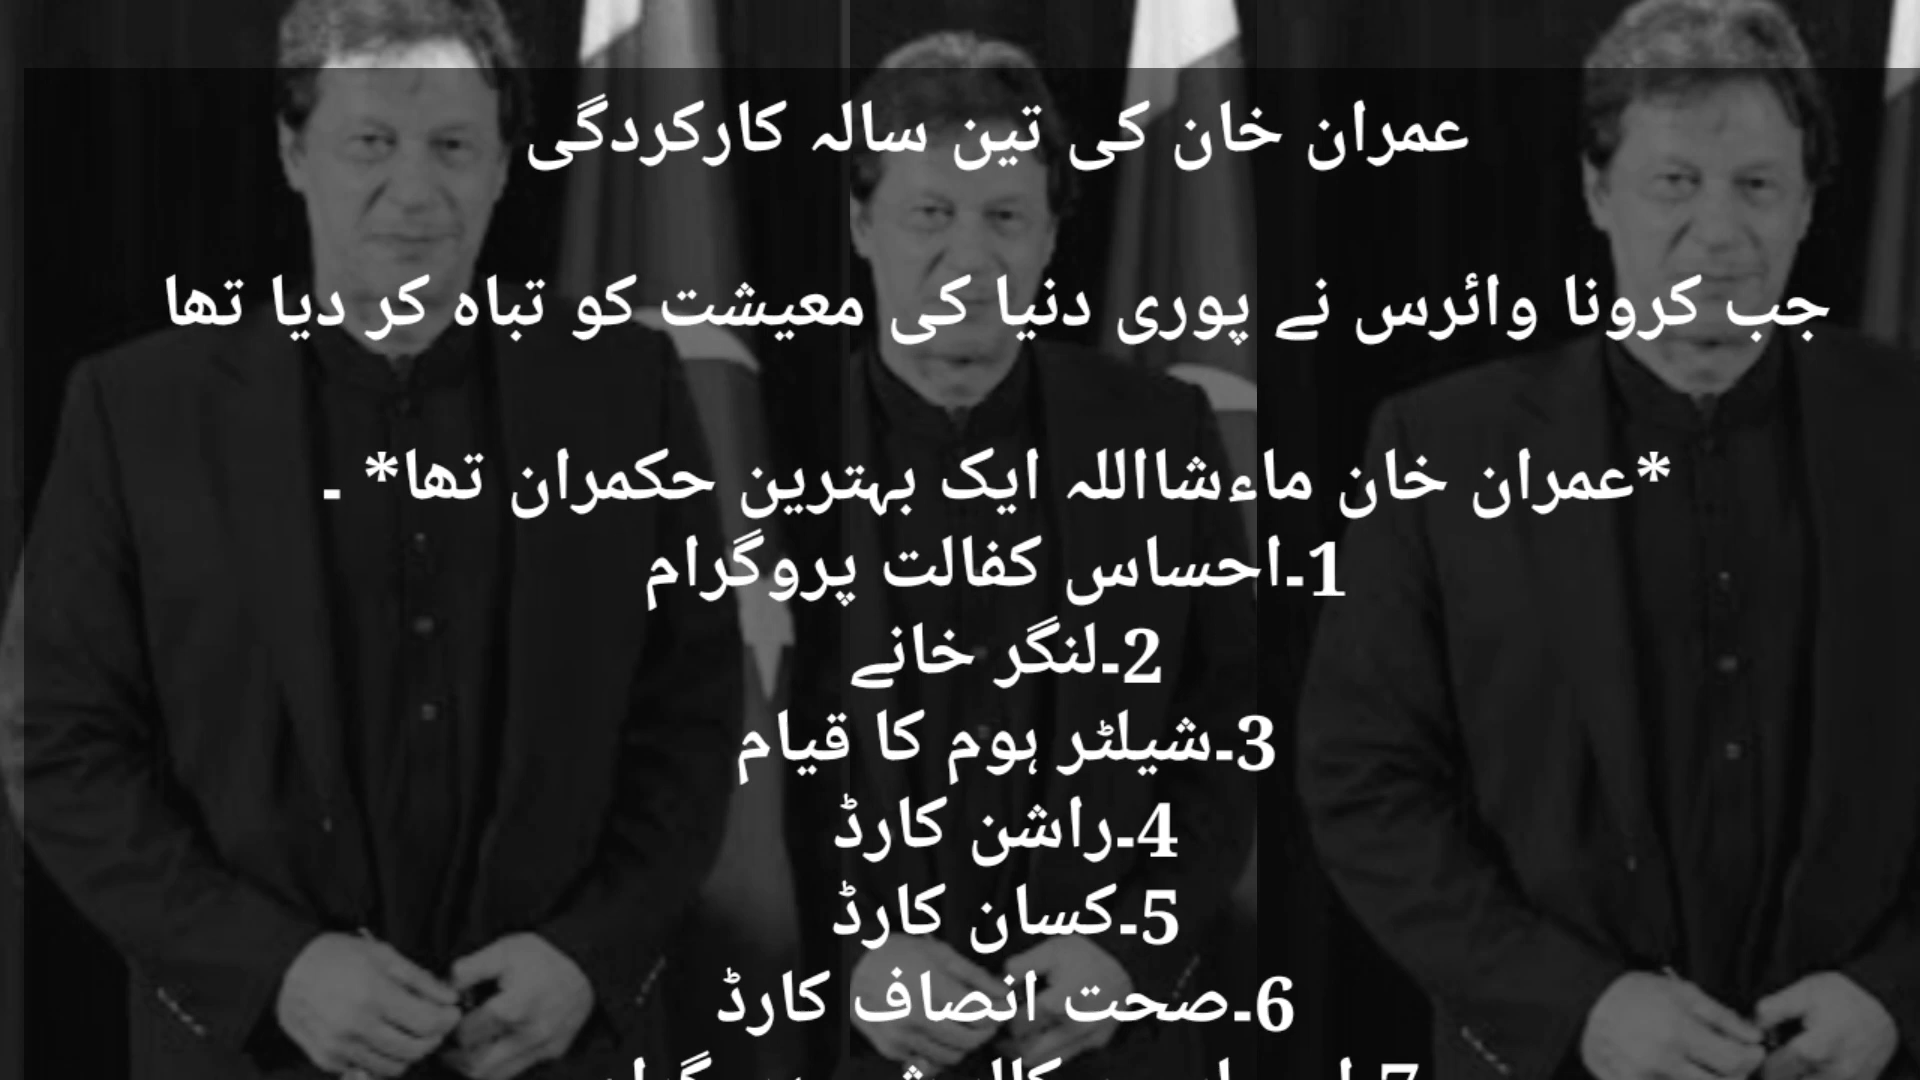 عمران خان کی تین سالہ کارکردگی
جب کرونا وائرس نے پوری دنیا کی معیشت کو تباہ کر دیا تھا
*عمران خان ماءشااللہ ایک بہترین حکمران تھا* ۔
1۔احساس کفالت پروگرام
2۔لنگر خانے
3۔شیلٹر ہوم کا قیام
4۔راشن کارڈ
5۔کسان کارڈ
6۔صحت انصاف کارڈ